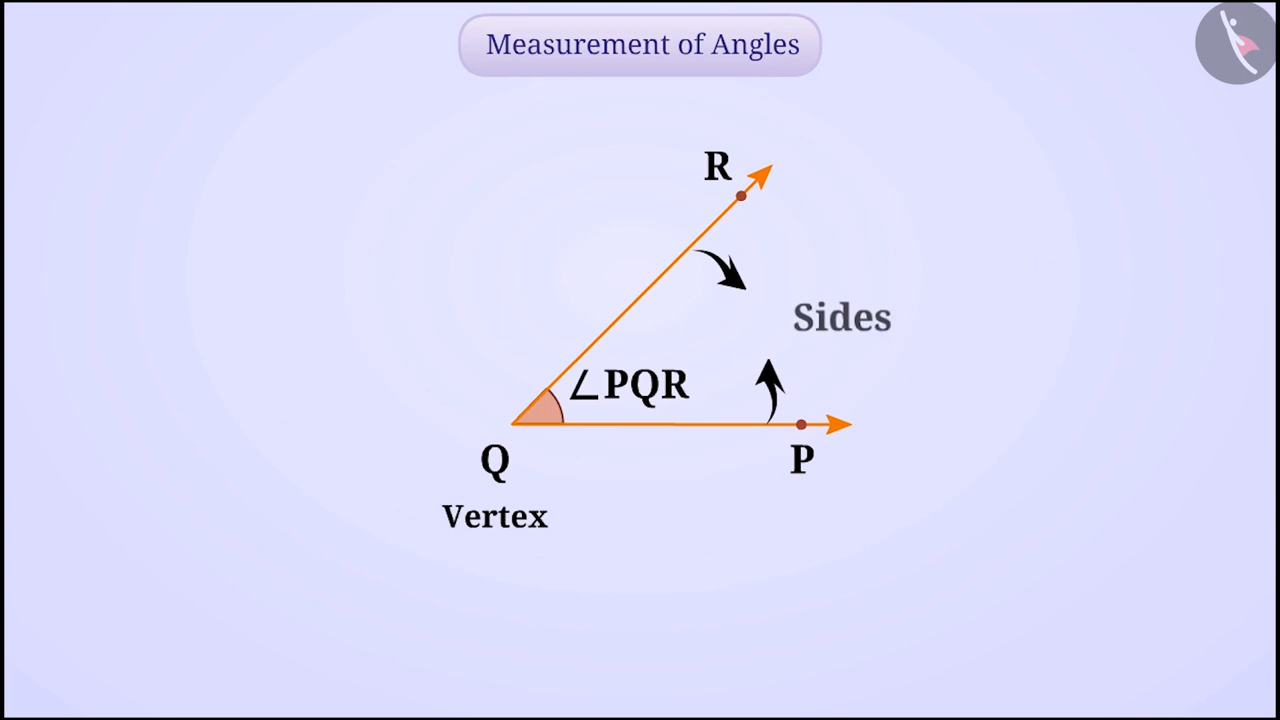 Measurement of Angles
R
Sides
∠PQR
Q
P
Vertex